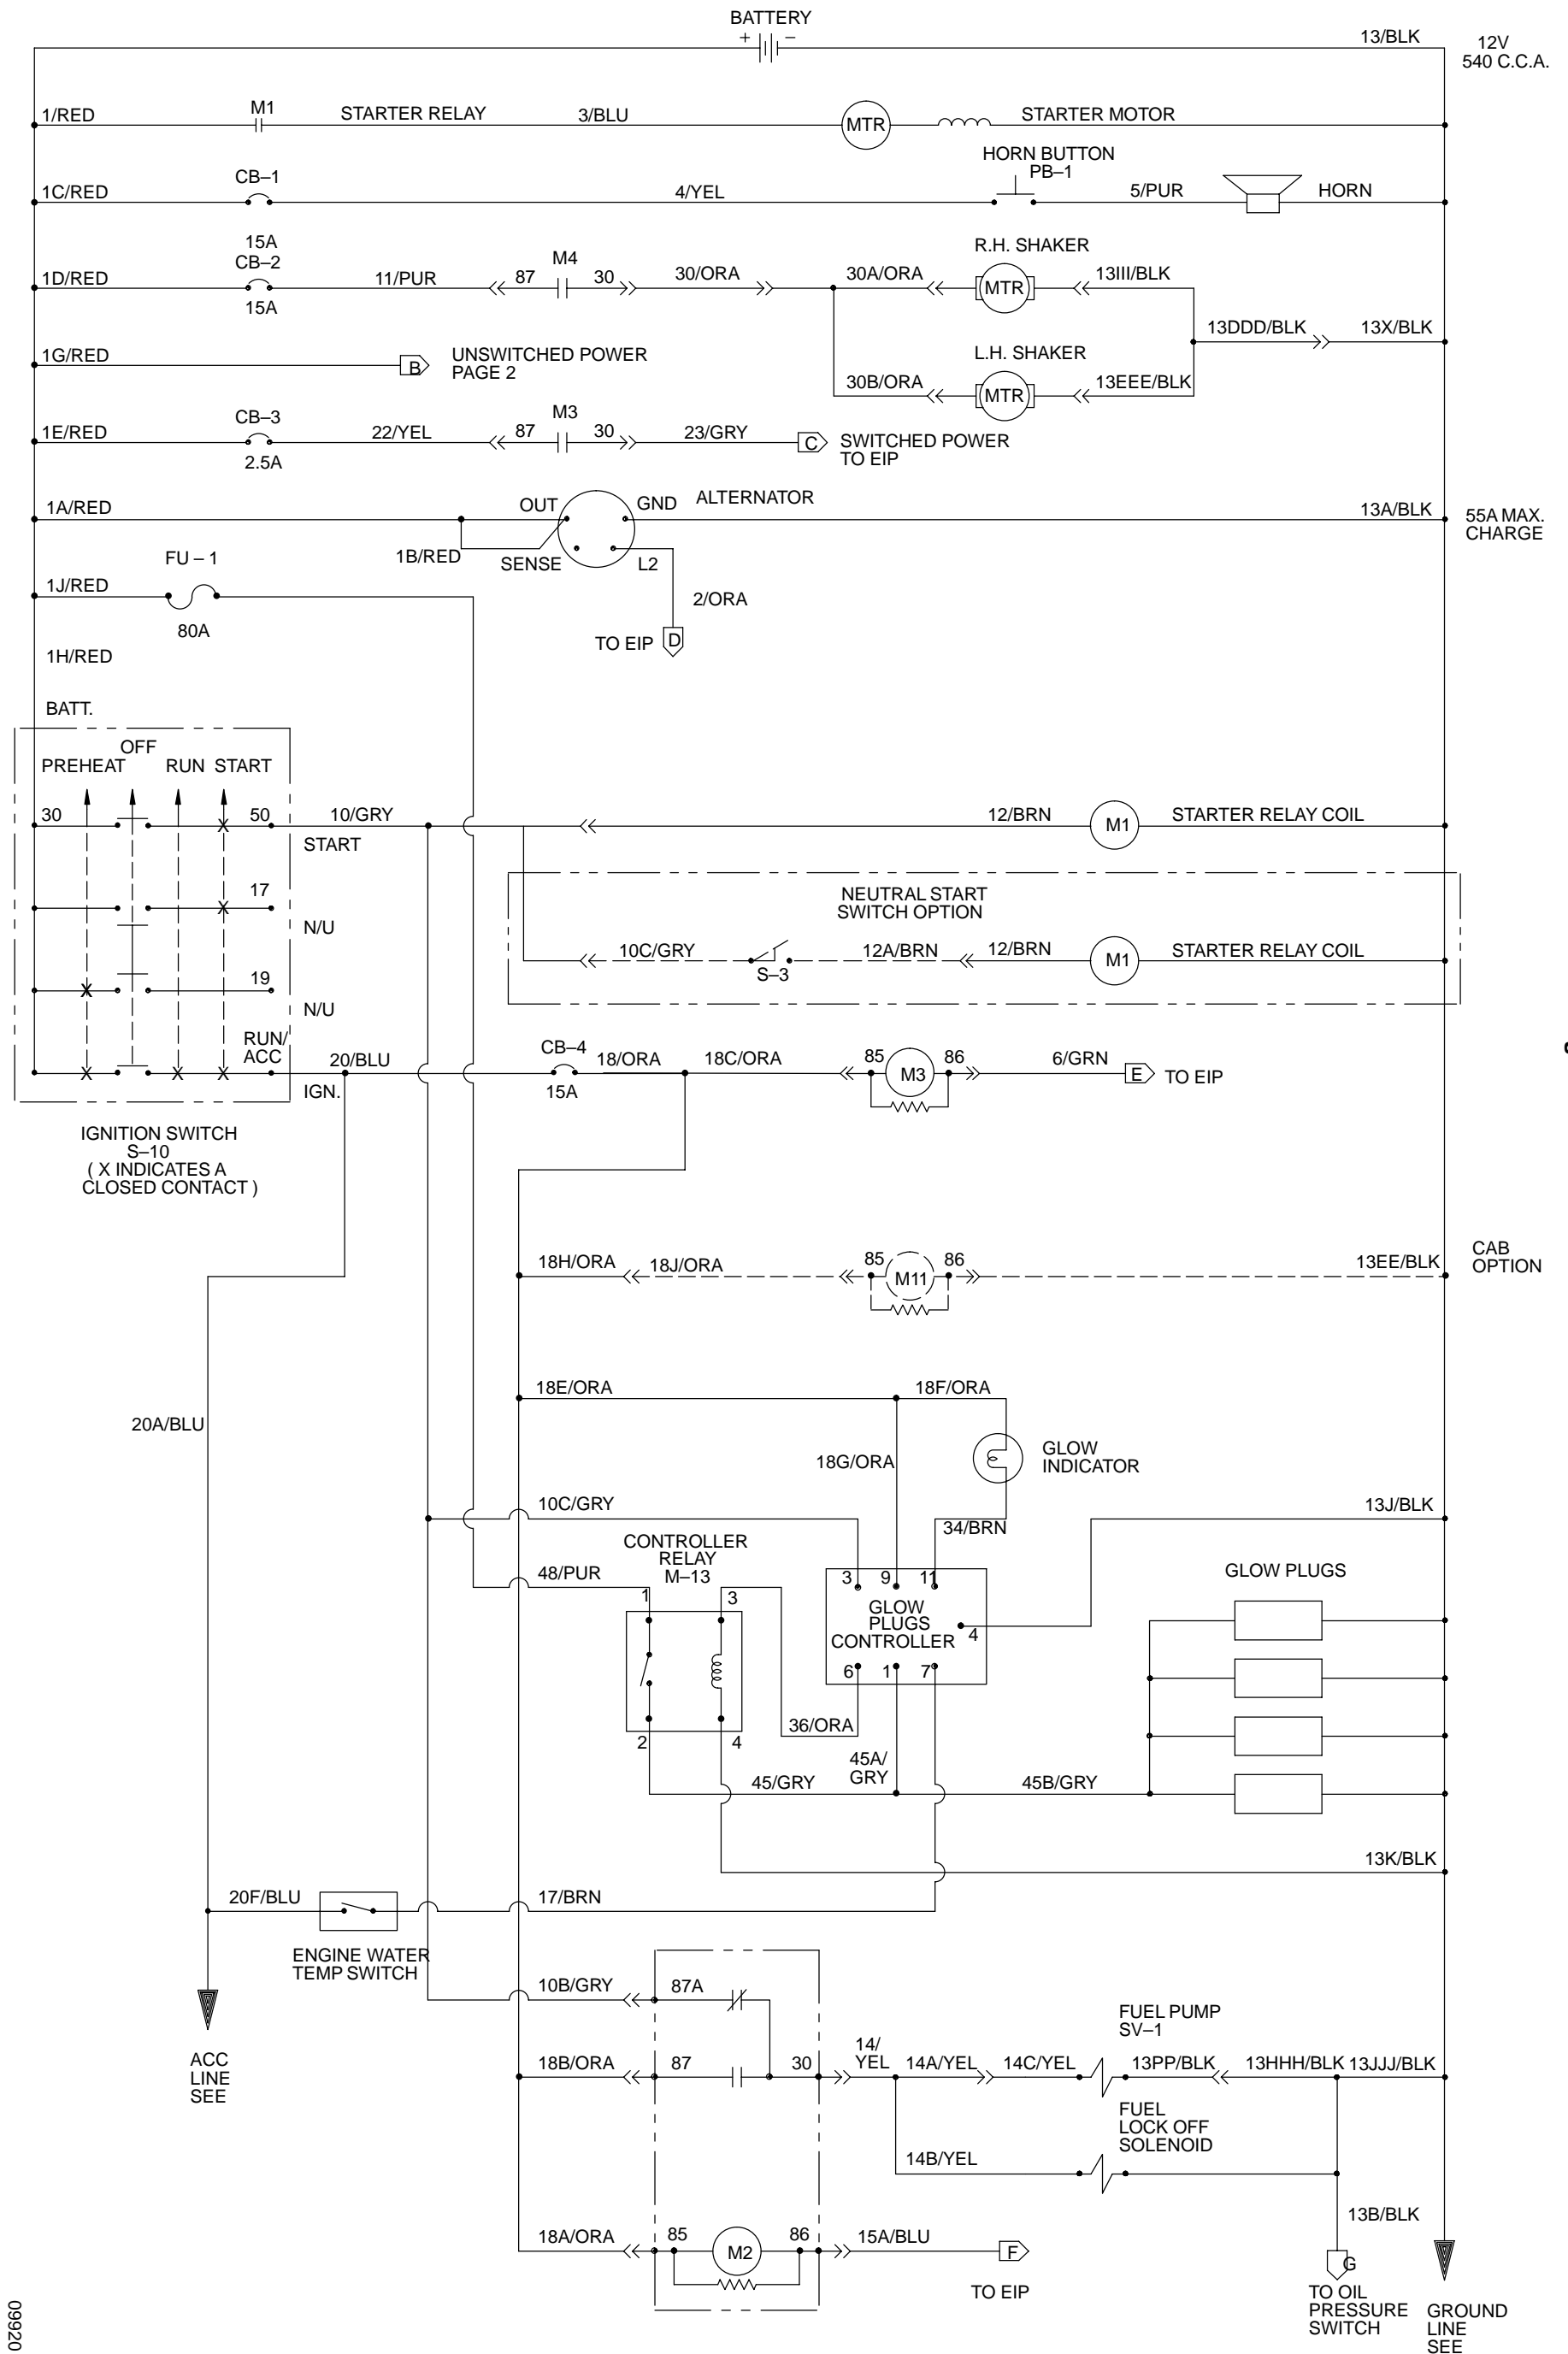 BATTERY
+ –
13/BLK
12V
540 C.C.A.
1/RED
M1
STARTER RELAY
3/BLU
MTR
STARTER MOTOR
HORN BUTTON
PB–1
1C/RED
CB–1
4/YEL
5/PUR
HORN
15A
CB–2
1D/RED
15A
11/PUR
87
M4
30
30/ORA
30A/ORA
R.H. SHAKER
MTR
13III/BLK
13DDD/BLK
13X/BLK
1G/RED
B
UNSWITCHED POWER
PAGE 2
L.H. SHAKER
30B/ORA
MTR
13EEE/BLK
1E/RED
CB–3
2.5A
22/YEL
87
M3
30
23/GRY
C
SWITCHED POWER
TO EIP
1A/RED
1B/RED
OUT
SENSE
GND
L2
ALTERNATOR
13A/BLK
55A MAX.
CHARGE
FU – 1
1J/RED
80A
2/ORA
TO EIP
D
1H/RED
BATT.
OFF
PREHEAT
RUN
START
30
X
50
10/GRY
START
12/BRN
M1
STARTER RELAY COIL
X
17
N/U
NEUTRAL START
SWITCH OPTION
10C/GRY
S–3
12A/BRN
12/BRN
M1
STARTER RELAY COIL
X
19
N/U
RUN/
ACC
X
X
X
20/BLU
IGN.
CB–4
15A
18/ORA
18C/ORA
85
M3
86
6/GRN
E
TO EIP
IGNITION SWITCH
S–10
( X INDICATES A
CLOSED CONTACT )
18H/ORA
18J/ORA
85
M11
86
13EE/BLK
CAB
OPTION
18E/ORA
18F/ORA
20A/BLU
18G/ORA
GLOW
INDICATOR
10C/GRY
34/BRN
13J/BLK
CONTROLLER
RELAY
M–13
48/PUR
1
3
2
4
3
9
11
GLOW
PLUGS
CONTROLLER
4
6
1
7
GLOW PLUGS
36/ORA
45A/
GRY
45/GRY
45B/GRY
13K/BLK
20F/BLU
17/BRN
ENGINE WATER
TEMP SWITCH
10B/GRY
87A
ACC
LINE
SEE
18B/ORA
87
30
14/
YEL
14A/YEL
14C/YEL
FUEL PUMP
SV–1
13PP/BLK
13HHH/BLK
13JJJ/BLK
FUEL
LOCK OFF
SOLENOID
14B/YEL
13B/BLK
18A/ORA
85
M2
86
15A/BLU
F
TO EIP
G
TO OIL
PRESSURE
SWITCH
GROUND
LINE
SEE
09920